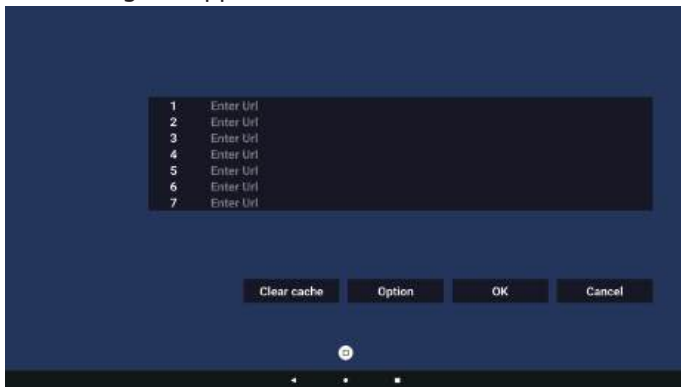 1 Enter Url
2 Enter Url
3 Enter Url
4 Enter Url
5 Enter Url
6 Enter Url
7 Enter Url
Clear cache Option OK Cancel